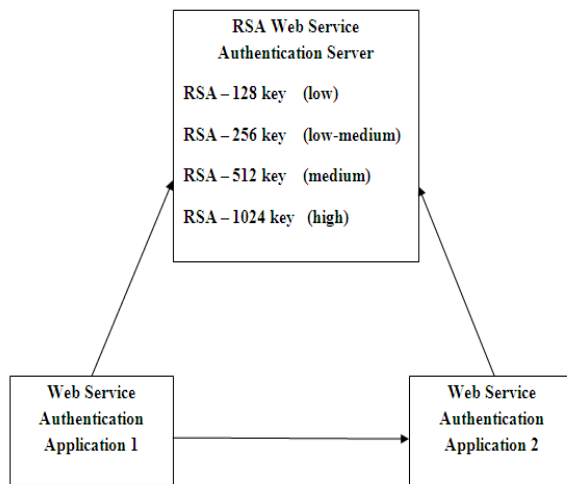 RSA Web Service
Authentication Server
RSA – 128 key (low)
RSA – 256 key (low-medium)
RSA – 512 key (medium)
RSA – 1024 key (high)
Web Service
Authentication
Application 1
Web Service
Authentication
Application 2